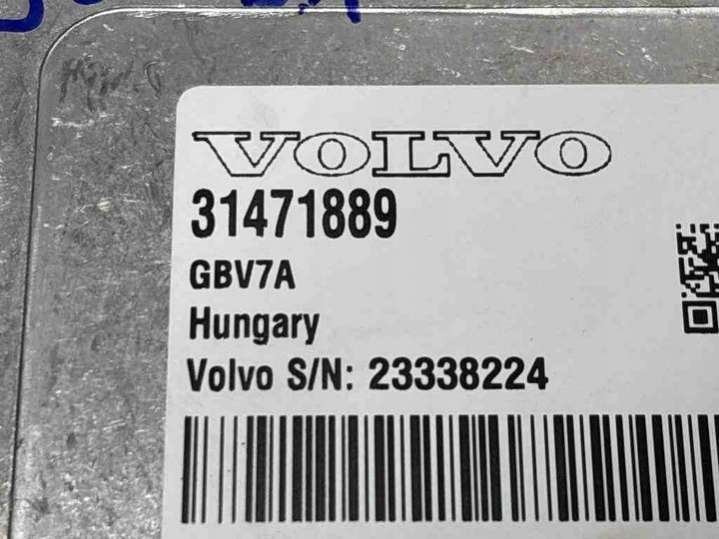 VOLVO
31471889
GBV7A
Hungary
Volvo S/N: 23338224